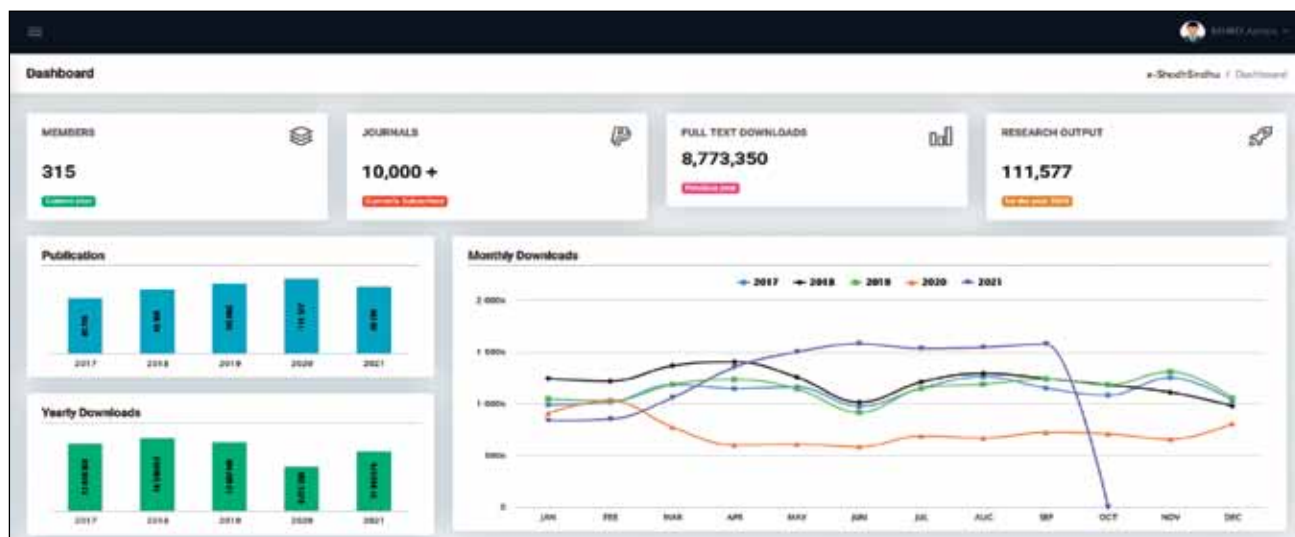 Dashboard
e-ShodhSindhu / Dashboard
MEMBERS
315
JOURNALS
10,000 +
Currently Subscribed
FULL TEXT DOWNLOADS
8,773,350
Previous year
RESEARCH OUTPUT
111,577
Publication
2017 2018 2019 2020 2021
Yearly Downloads
2017 2018 2019 2020 2021
Monthly Downloads
2017 2018 2019 2020 2021
2 000k
1 500k
1 000k
500k
0
JAN FEB MAR APR MAY JUN JUL AUG SEP OCT NOV DEC